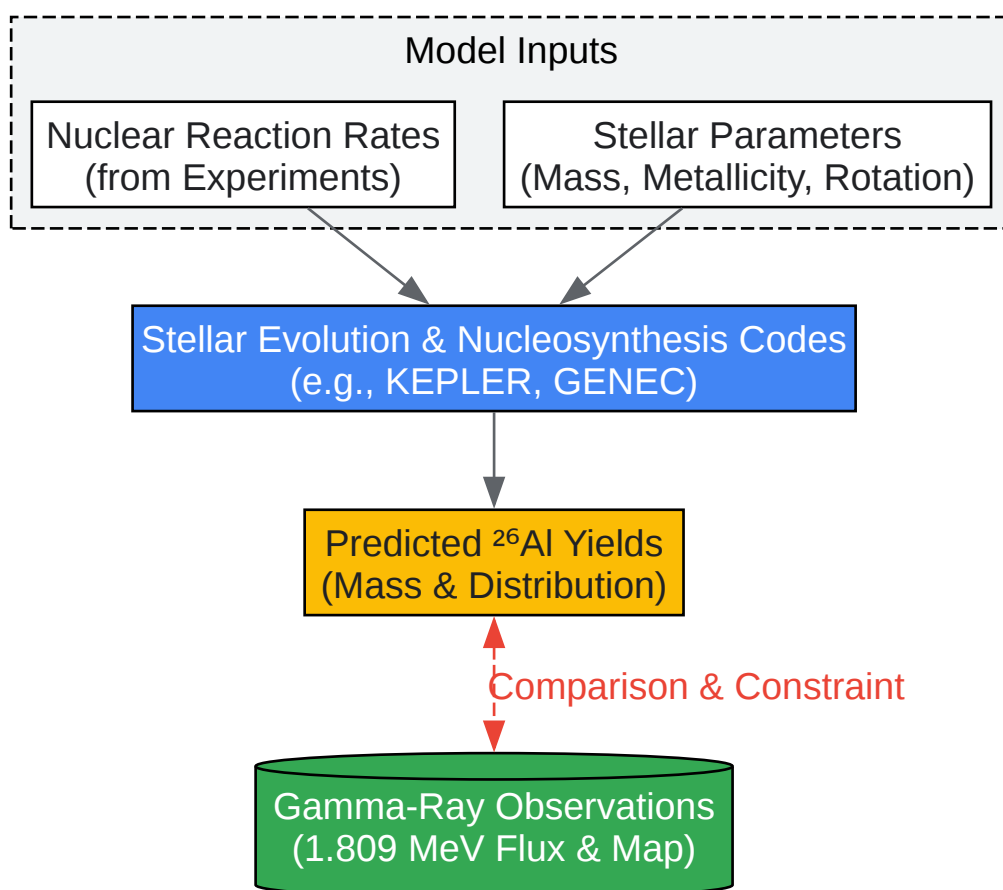 Model Inputs
Nuclear Reaction Rates
(from Experiments)
Stellar Parameters
(Mass, Metallicity, Rotation)
Stellar Evolution & Nucleosynthesis Codes
(e.g., KEPLER, GENEC)
Predicted ²⁶Al Yields
(Mass & Distribution)
Comparison & Constraint
Gamma-Ray Observations
(1.809 MeV Flux & Map)